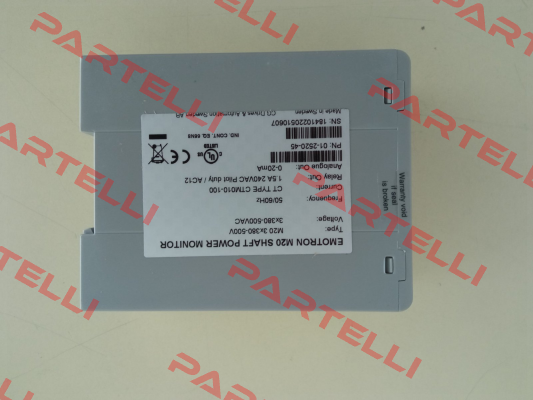 EMOTRON M20 SHAFT POWER MONITOR
Type: M20 3x380-500V
Voltage: 3x380-500VAC
Frequency: 50/60Hz
Current: CT TYPE CTM010-100
Relay Out: 1.5A 240VAC Pilot duty / AC12
Analogue Out: 0-20mA
PN: 01-2520-45
C UL US
LISTED
IND. CONT. EQ. 88N5
SN: 18410220510607
Made in Sweden
CG Drives & Automation Sweden AB
Warranty void
if seal
is broken
PARTELLI
PARTELLI
PARTELLI
PARTELLI
PARTELLI